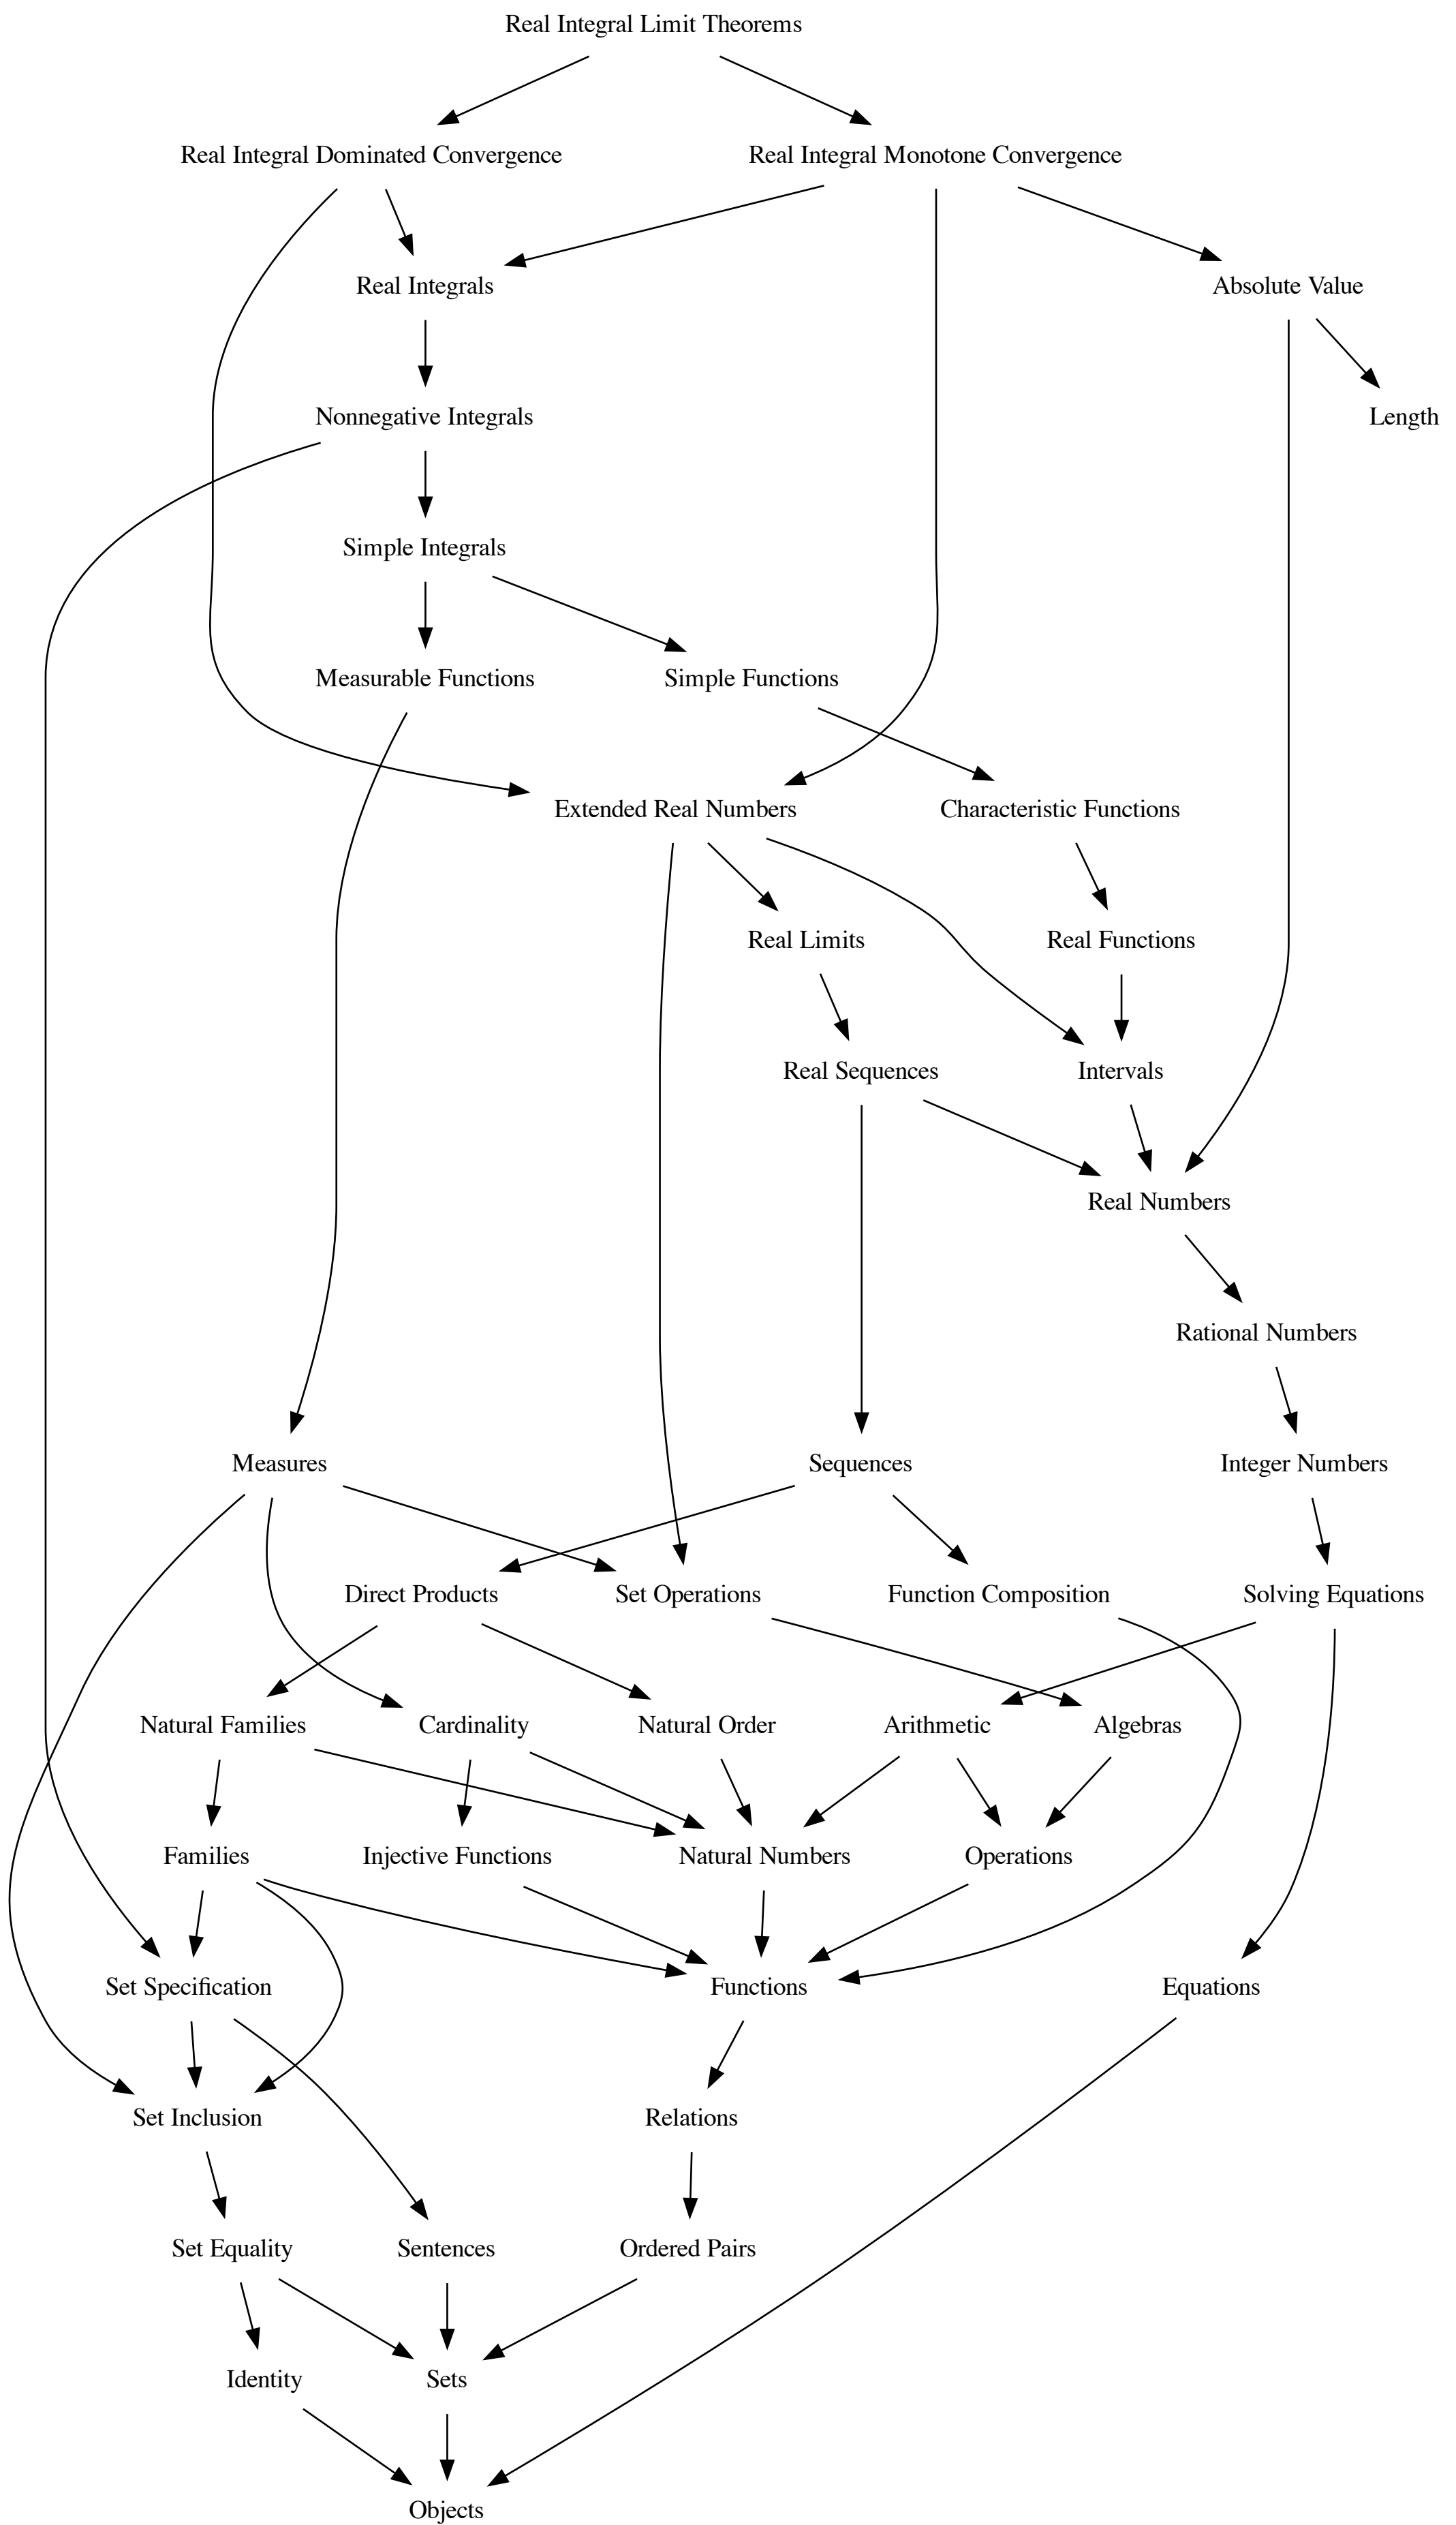 Real Integral Limit Theorems
Real Integral Dominated Convergence
Real Integral Monotone Convergence
Real Integrals
Absolute Value
Nonnegative Integrals
Length
Simple Integrals
Measurable Functions
Simple Functions
Extended Real Numbers
Characteristic Functions
Real Limits
Real Functions
Real Sequences
Intervals
Real Numbers
Rational Numbers
Measures
Sequences
Integer Numbers
Direct Products
Set Operations
Function Composition
Solving Equations
Natural Families
Cardinality
Natural Order
Arithmetic
Algebras
Families
Injective Functions
Natural Numbers
Operations
Set Specification
Functions
Equations
Set Inclusion
Relations
Set Equality
Sentences
Ordered Pairs
Identity
Sets
Objects